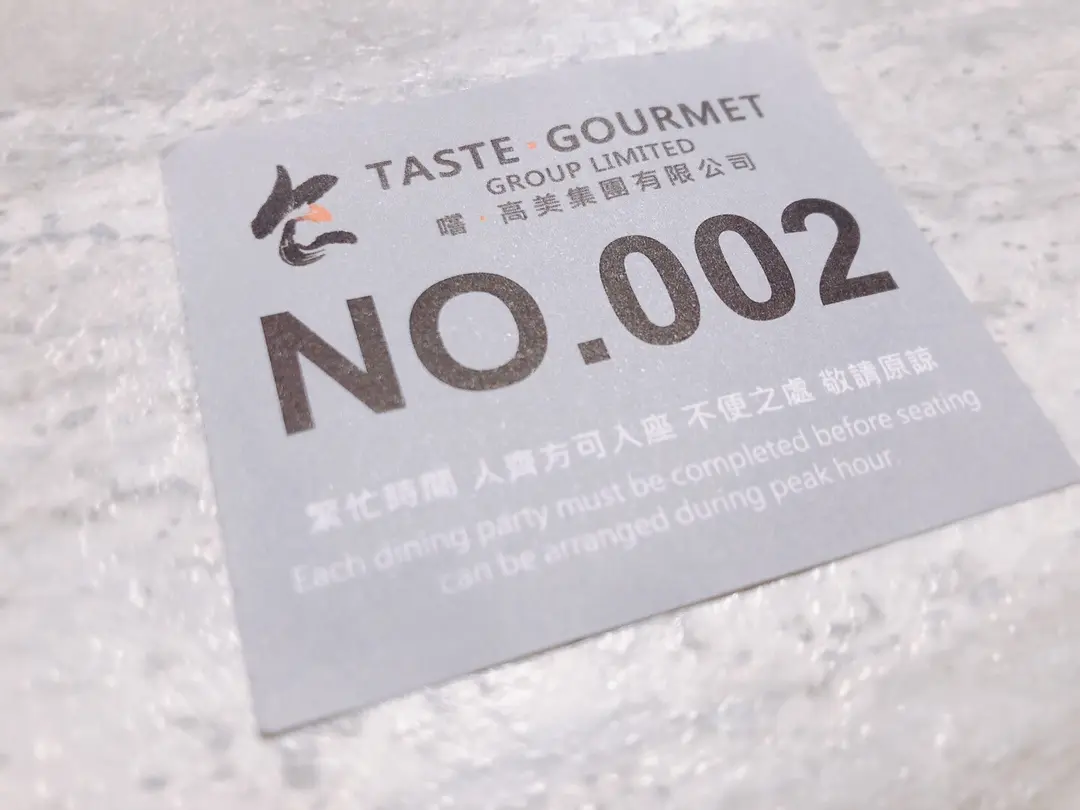 TASTE·GOURMET
GROUP LIMITED
嚐·高美集團有限公司
NO.002
繁忙時間 人齊方可入座 不便之處 敬請原諒
Each dining party must be completed before seating
can be arranged during peak hour.